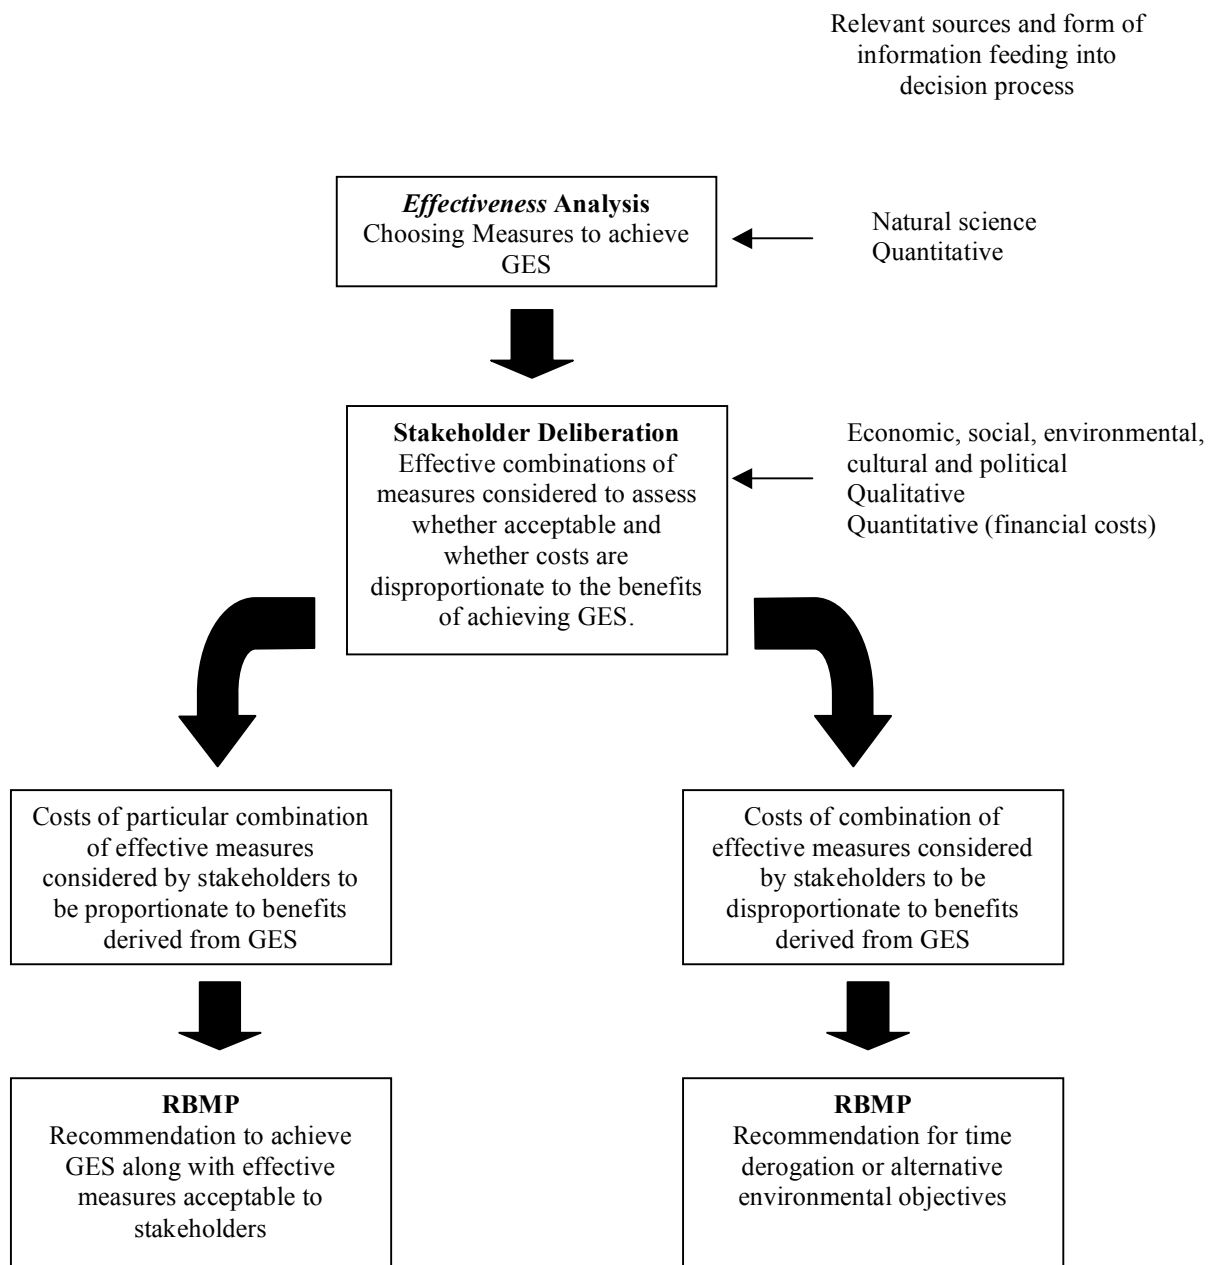 Relevant sources and form of
information feeding into
decision process
Effectiveness Analysis
Choosing Measures to achieve
GES
Natural science
Quantitative
Stakeholder Deliberation
Effective combinations of
measures considered to assess
whether acceptable and
whether costs are
disproportionate to the benefits
of achieving GES.
Economic, social, environmental,
cultural and political
Qualitative
Quantitative (financial costs)
Costs of particular combination
of effective measures
considered by stakeholders to
be proportionate to benefits
derived from GES
Costs of combination of
effective measures considered
by stakeholders to be
disproportionate to benefits
derived from GES
RBMP
Recommendation to achieve
GES along with effective
measures acceptable to
stakeholders
RBMP
Recommendation for time
derogation or alternative
environmental objectives